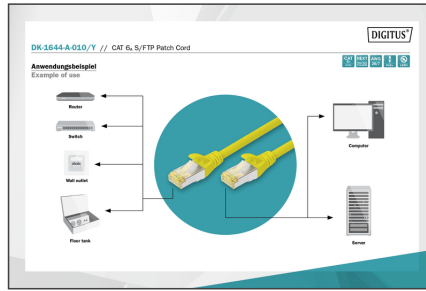 DIGITUS®
DK-1644-A-010/Y // CAT 6A S/FTP Patch Cord
Anwendungsbeispiel
Example of use
CAT
Router
Switch
Wall outlet
Floor tank
Computer
Server